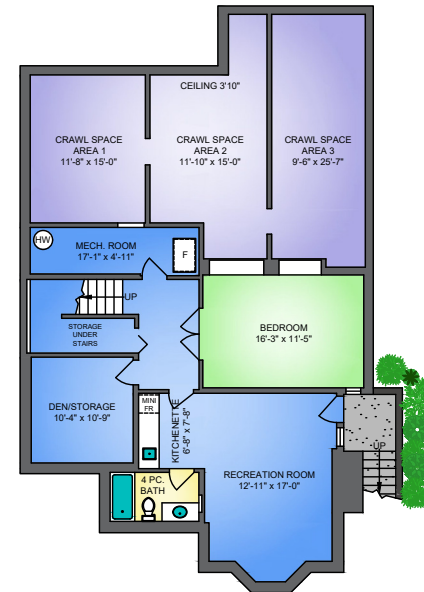 CEILING 3'10"
CRAWL SPACE
AREA 1
11'-8" x 15'-0"
CRAWL SPACE
AREA 2
11'-10" x 15'-0"
CRAWL SPACE
AREA 3
9'-6" x 25'-7"
HW
MECH. ROOM
17'-1" x 4'-11"
F
UP
STORAGE
UNDER
STAIRS
BEDROOM
16'-3" x 11'-5"
DEN/STORAGE
10'-4" x 10'-9"
MINI
FR
KITCHENETTE
6'-8" x 7'-8"
UP
RECREATION ROOM
12'-11" x 17'-0"
4 PC.
BATH